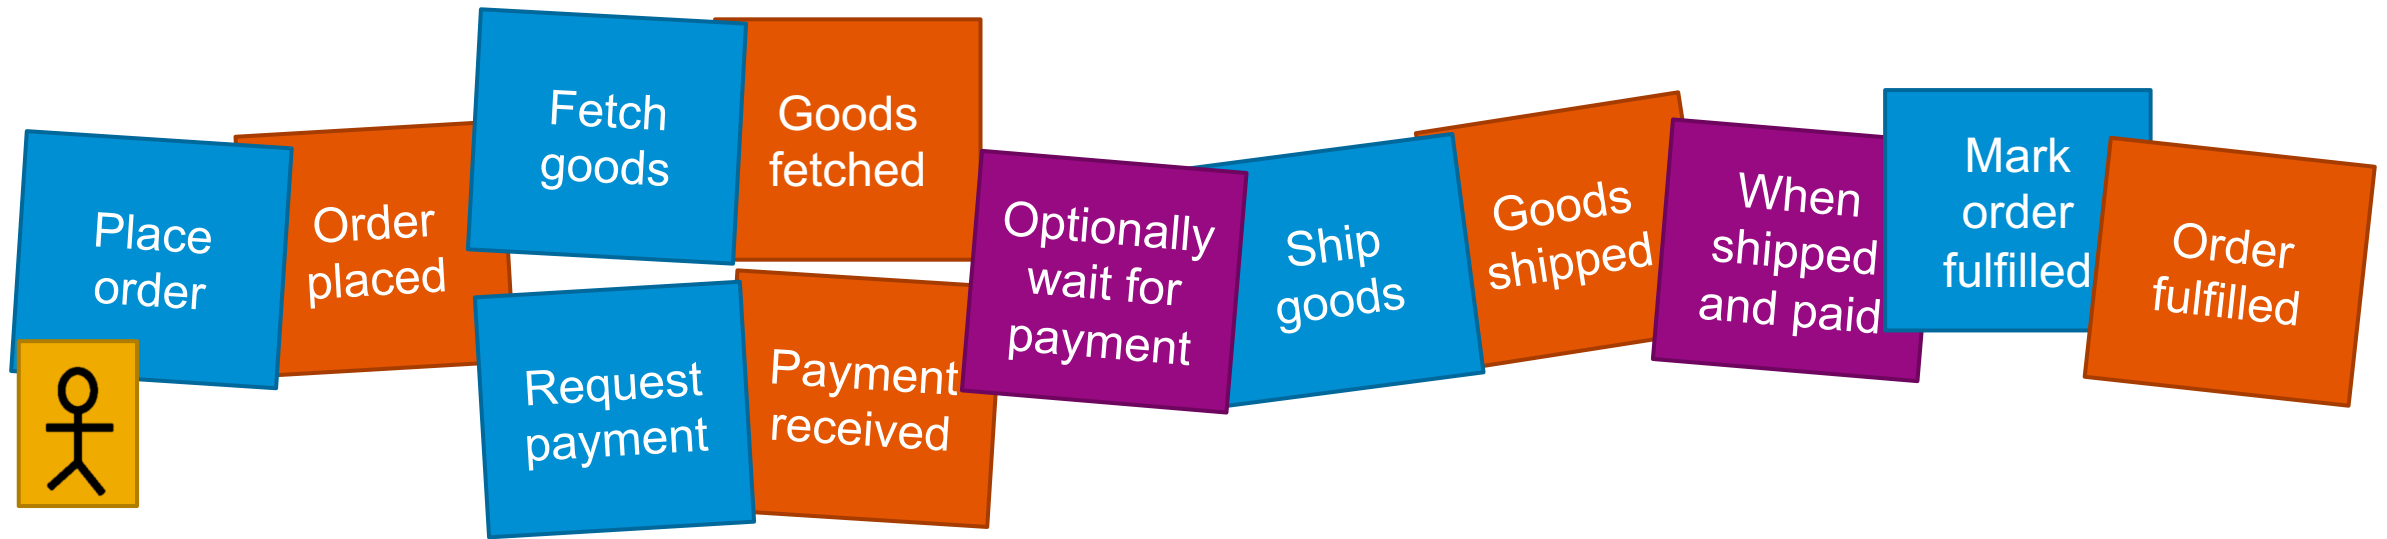 Place
order
Order
placed
Fetch
goods
Goods
fetched
Request
payment
Payment
received
Optionally
wait for
payment
Ship
goods
Goods
shipped
When
shipped
and paid
Mark
order
fulfilled
Order
fulfilled